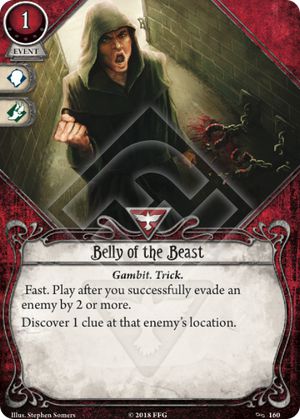 1
EVENT
Belly of the Beast
Gambit. Trick.
Fast. Play after you successfully evade an
enemy by 2 or more.
Discover 1 clue at that enemy's location.
Illus. Stephen Somers
© 2018 FFG
160